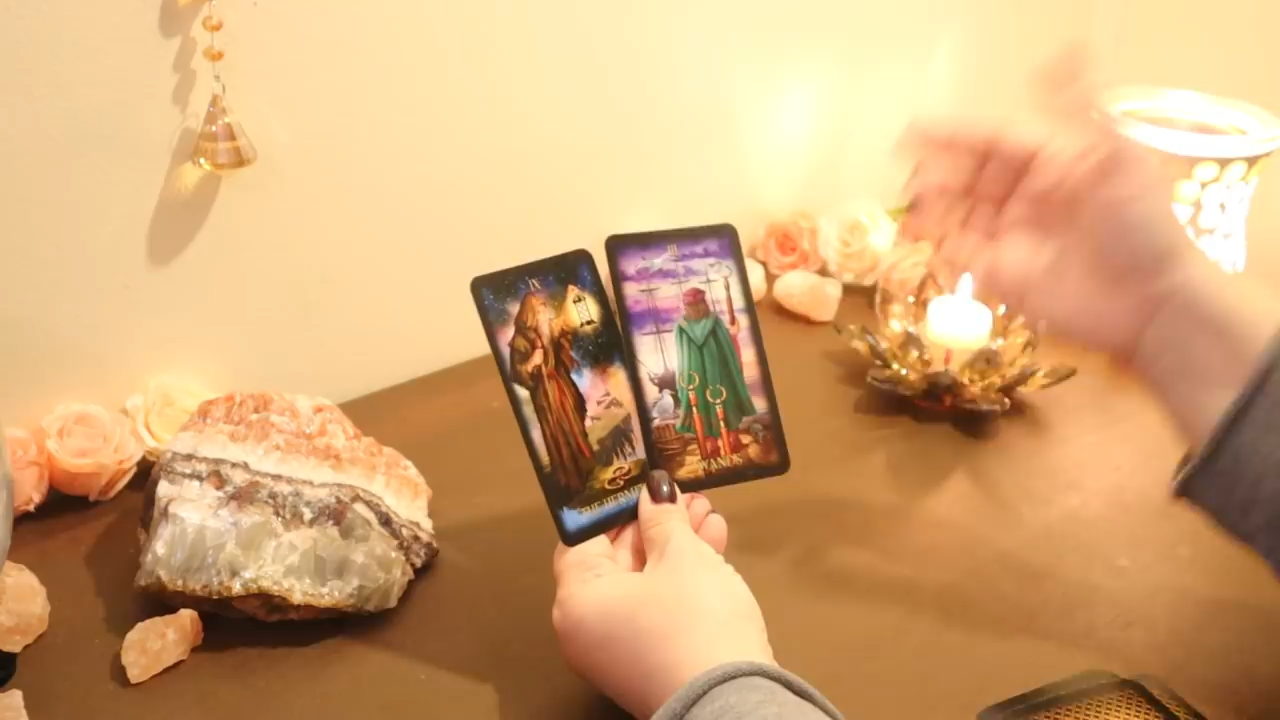 IX
THE HERMIT
III
WANDS